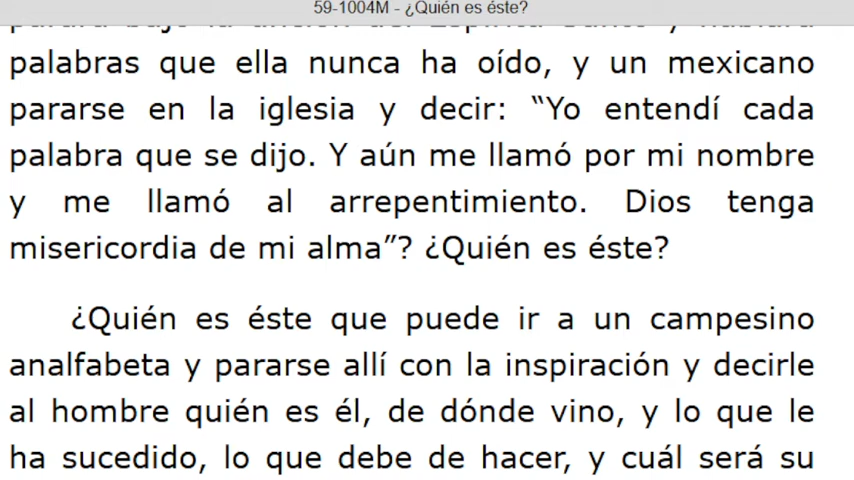 59-1004M - ¿Quién es éste?
palabras que ella nunca ha oído, y un mexicano
pararse en la iglesia y decir: “Yo entendí cada
palabra que se dijo. Y aún me llamó por mi nombre
y me llamó al arrepentimiento. Dios tenga
misericordia de mi alma”? ¿Quién es éste?
¿Quién es éste que puede ir a un campesino
analfabeta y pararse allí con la inspiración y decirle
al hombre quién es él, de dónde vino, y lo que le
ha sucedido, lo que debe de hacer, y cuál será su